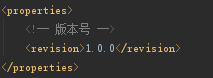 <properties>
<!-- 版本号 -->
<revision>1.0.0</revision>
</properties>